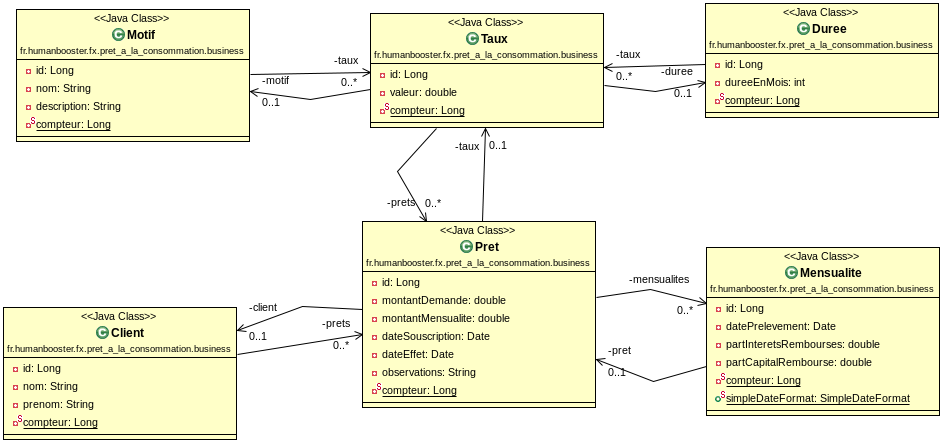 <<Java Class>>
Motif
fr.humanbooster.fx.pret_a_la_consommation.business
id: Long
nom: String
description: String
compteur: Long
-taux
0..*
-motif
0..1
<<Java Class>>
Taux
fr.humanbooster.fx.pret_a_la_consommation.business
id: Long
valeur: double
compteur: Long
-taux
0..*
-duree
0..1
<<Java Class>>
Duree
fr.humanbooster.fx.pret_a_la_consommation.business
id: Long
dureeEnMois: int
compteur: Long
-taux
0..1
-prets
0..*
<<Java Class>>
Pret
fr.humanbooster.fx.pret_a_la_consommation.business
id: Long
montantDemande: double
montantMensualite: double
dateSouscription: Date
dateEffet: Date
observations: String
compteur: Long
-client
0..1
-prets
0..*
<<Java Class>>
Client
fr.humanbooster.fx.pret_a_la_consommation.business
id: Long
nom: String
prenom: String
compteur: Long
-mensualites
0..*
-pret
0..1
<<Java Class>>
Mensualite
fr.humanbooster.fx.pret_a_la_consommation.business
id: Long
datePrelevement: Date
partInteretsRembourses: double
partCapitalRembourse: double
compteur: Long
simpleDateFormat: SimpleDateFormat